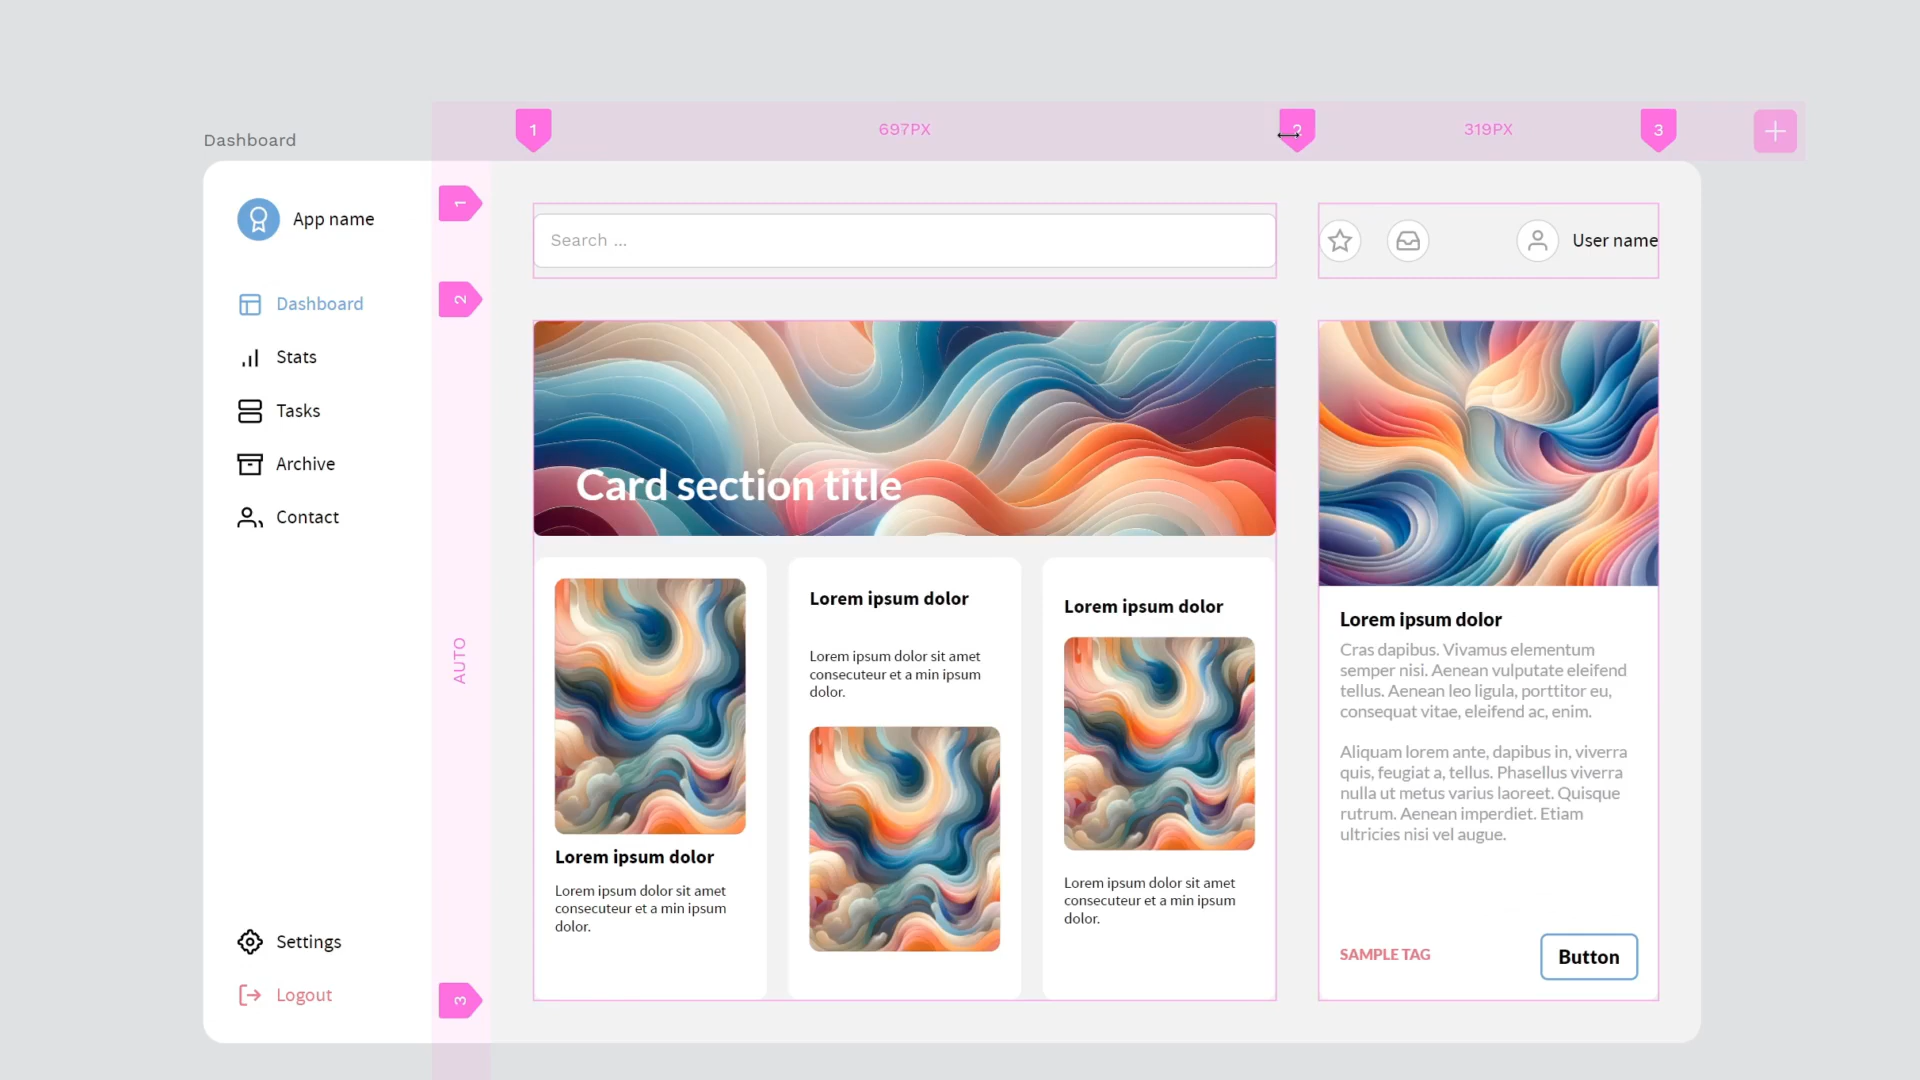 1
697PX
2
319PX
3
Dashboard
App name
1
Search ...
User name
2
Dashboard
Stats
Tasks
Archive
Contact
Card section title
Lorem ipsum dolor
Lorem ipsum dolor sit amet
consecuteur et a min ipsum
dolor.
Lorem ipsum dolor
Lorem ipsum dolor sit amet
consecuteur et a min ipsum
dolor.
Lorem ipsum dolor
Lorem ipsum dolor sit amet
consecuteur et a min ipsum
dolor.
Lorem ipsum dolor
Cras dapibus. Vivamus elementum
semper nisi. Aenean vulputate eleifend
tellus. Aenean leo ligula, porttitor eu,
consequat vitae, eleifend ac, enim.
Aliquam lorem ante, dapibus in, viverra
quis, feugiat a, tellus. Phasellus viverra
nulla ut metus varius laoreet. Quisque
rutrum. Aenean imperdiet. Etiam
ultricies nisi vel augue.
SAMPLE TAG
Button
AUTO
Settings
Logout
3